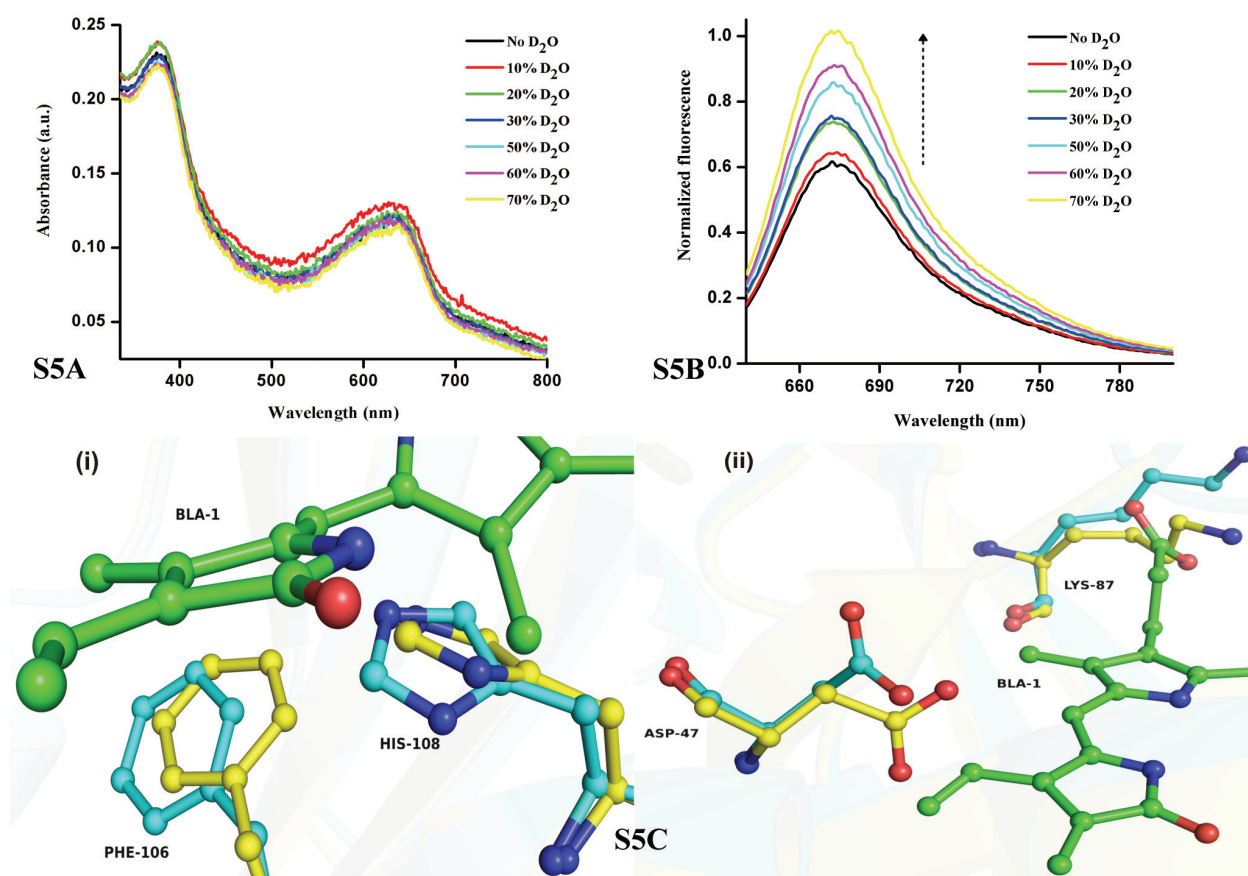 0.25
0.20
0.15
0.10
0.05
Absorbance (a.u.)
400 500 600 700 800
Wavelength (nm)
No D2O
10% D2O
20% D2O
30% D2O
50% D2O
60% D2O
70% D2O
S5A
1.0
0.8
0.6
0.4
0.2
0.0
Normalized fluorescence
660 690 720 750 780
Wavelength (nm)
No D2O
10% D2O
20% D2O
30% D2O
50% D2O
60% D2O
70% D2O
S5B
(i)
BLA-1
HIS-108
PHE-106
S5C
(ii)
LYS-87
BLA-1
ASP-47